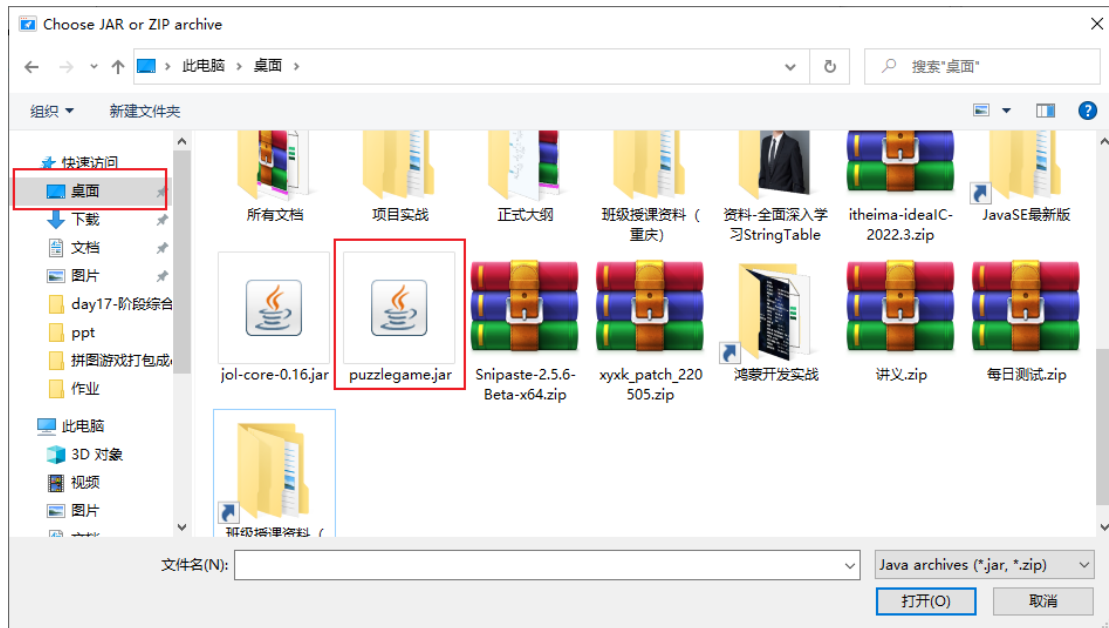 Choose JAR or ZIP archive
此电脑
桌面
搜索"桌面"
组织
新建文件夹
快速访问
桌面
下载
文档
图片
day17-阶段综合
ppt
拼图游戏打包成
作业
此电脑
3D 对象
视频
图片
所有文档
项目实战
正式大纲
班级授课资料（
重庆）
资料-全面深入学
习StringTable
itheima-ideaIC-
2022.3.zip
JavaSE最新版
jol-core-0.16.jar
puzzlegame.jar
Snipaste-2.5.6-
Beta-x64.zip
xyxk_patch_220
505.zip
鸿蒙开发实战
讲义.zip
每日测试.zip
班级授课资料（
文件名(N):
Java archives (*.jar, *.zip)
打开(O)
取消